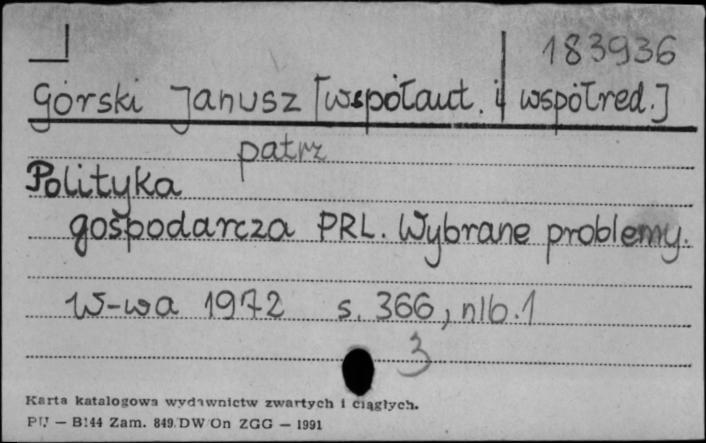 183936
Górski Janusz [współaut. i współred.]
patrz
Polityka
gospodarcza PRL. Wybrane problemy.
W-wa 1972 s. 366, nlb. 1
3
Karta katalogowa wydawnictw zwartych i ciągłych.
PU — B144 Zam. 849. DW On ZGG — 1991